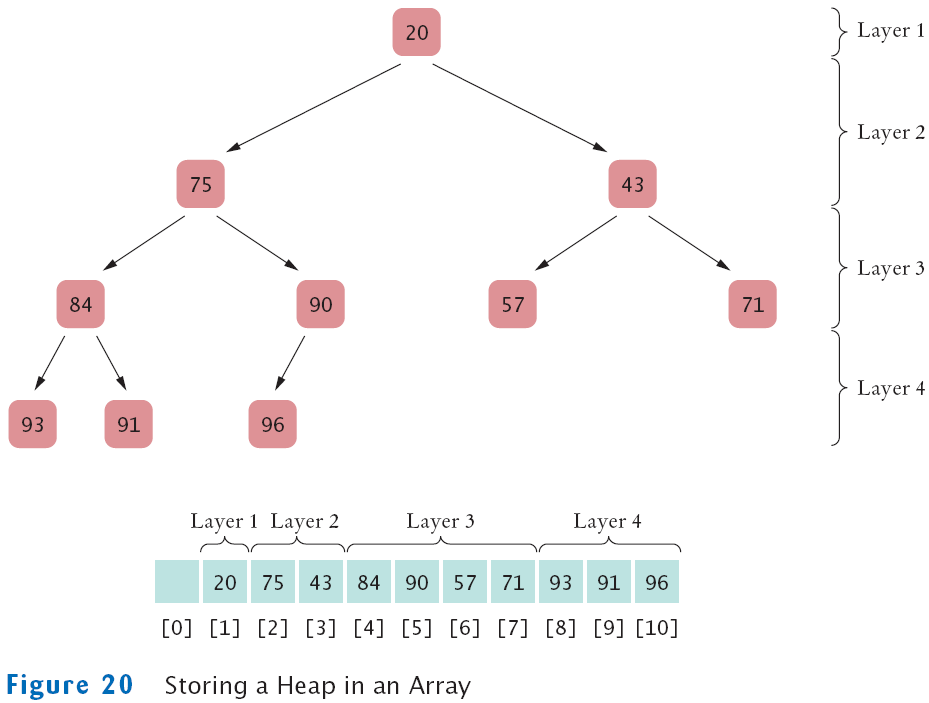 20
Layer 1
Layer 2
75
43
Layer 3
84
90
57
71
Layer 4
93
91
96
Layer 1 Layer 2 Layer 3 Layer 4
20 75 43 84 90 57 71 93 91 96
[0] [1] [2] [3] [4] [5] [6] [7] [8] [9] [10]
Figure 20 Storing a Heap in an Array